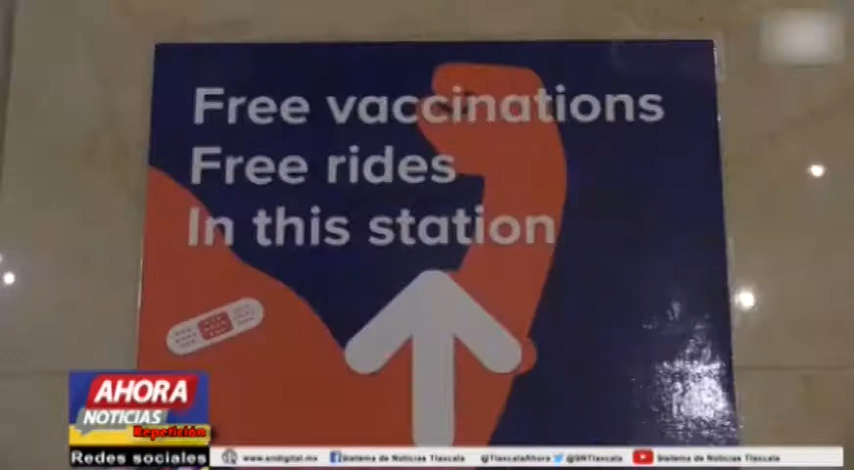 Free vaccinations
Free rides
In this station
AHORA
NOTICIAS
Repetición
Redes sociales
www.sndigital.mx Sistema de Noticias Tlaxcala @TlaxcalaAhora @SNTlaxcala Sistema de Noticias Tlaxcala